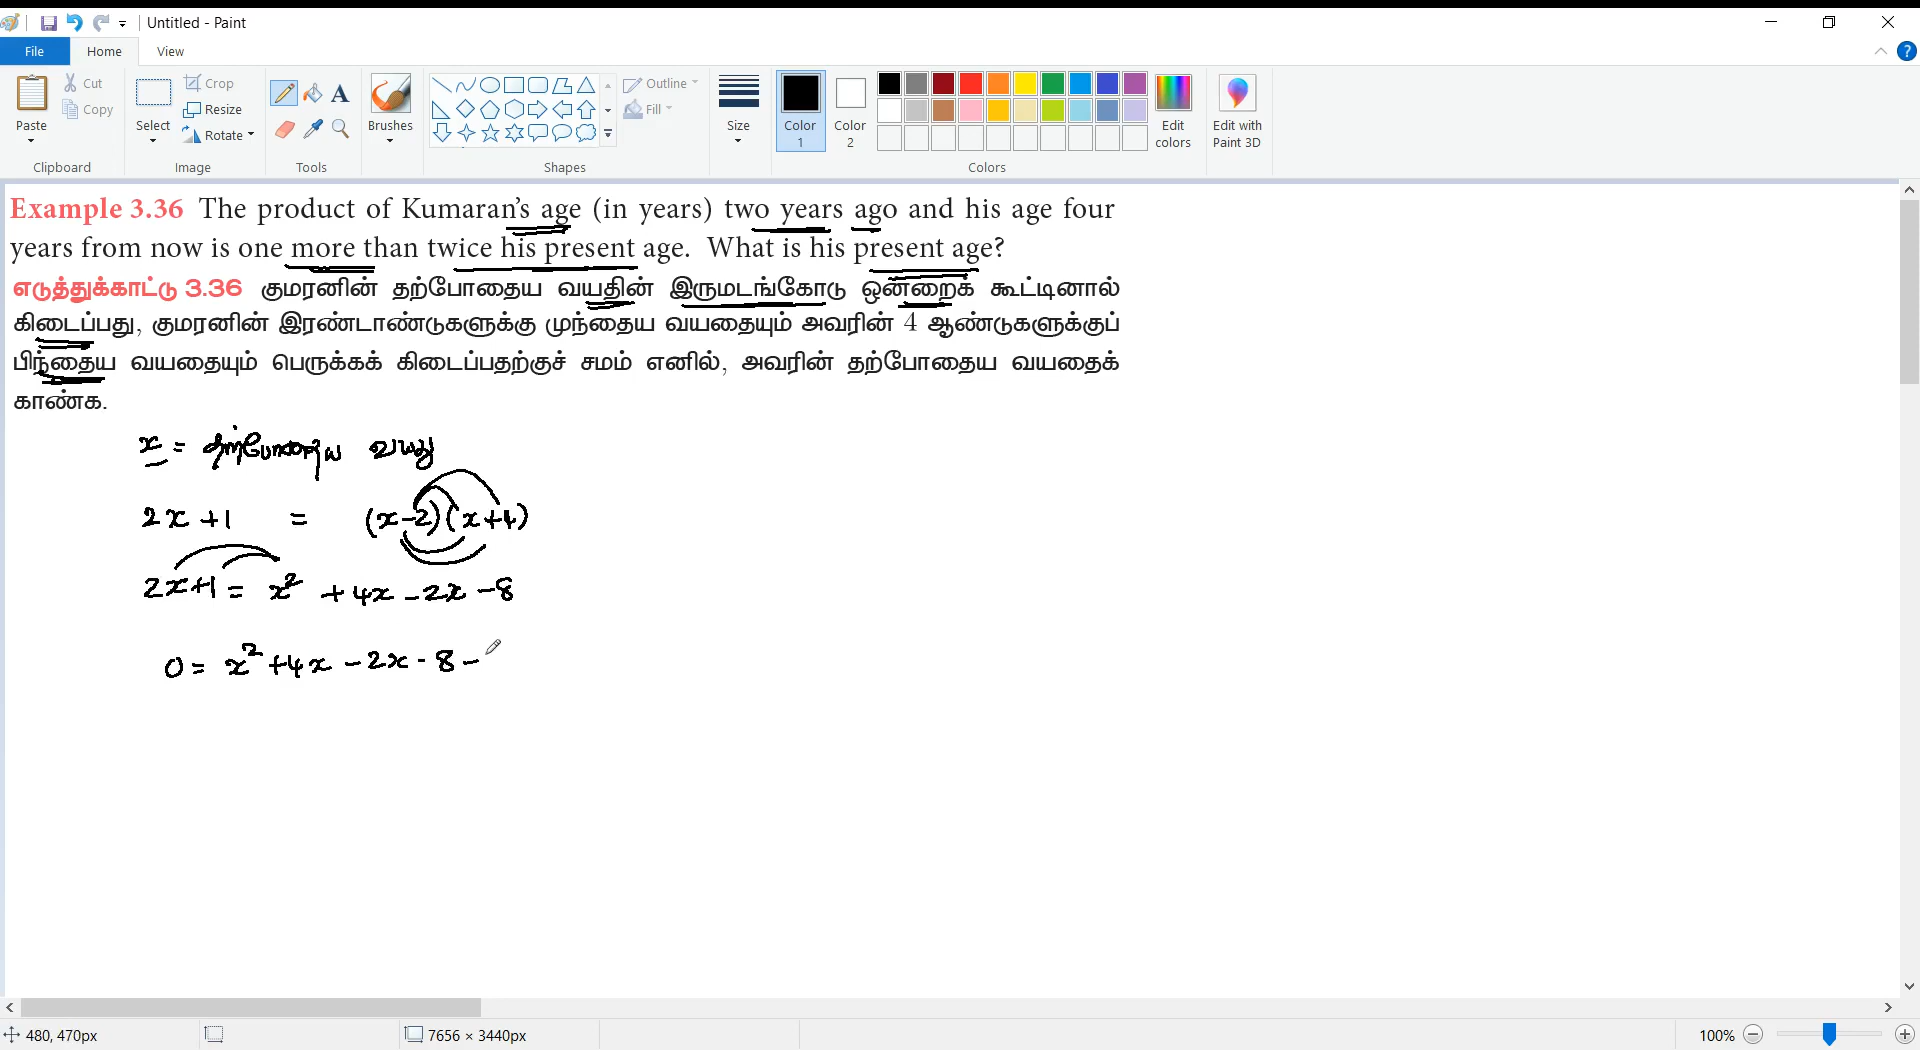 Untitled - Paint
File Home View
Cut
Copy
Paste
Clipboard
Crop
Resize
Rotate
Select
Image
Tools
Brushes
Outline
Fill
Shapes
Size
Color 1
Color 2
Edit colors
Colors
Edit with Paint 3D
Example 3.36 The product of Kumaran's age (in years) two years ago and his age four
years from now is one more than twice his present age. What is his present age?
எடுத்துக்காட்டு 3.36 குமரனின் தற்போதைய வயதின் இருமடங்கோடு ஒன்றைக் கூட்டினால்
கிடைப்பது, குமரனின் இரண்டாண்டுகளுக்கு முந்தைய வயதையும் அவரின் 4 ஆண்டுகளுக்குப்
பிந்தைய வயதையும் பெருக்கக் கிடைப்பதற்குச் சமம் எனில், அவரின் தற்போதைய வயதைக்
காண்க.
x = தற்போதைய வயது
2x +1 = (x-2)(x+4)
2x+1 = x² +4x -2x -8
0 = x² +4x -2x -8 -
480, 470px
7656 × 3440px
100%